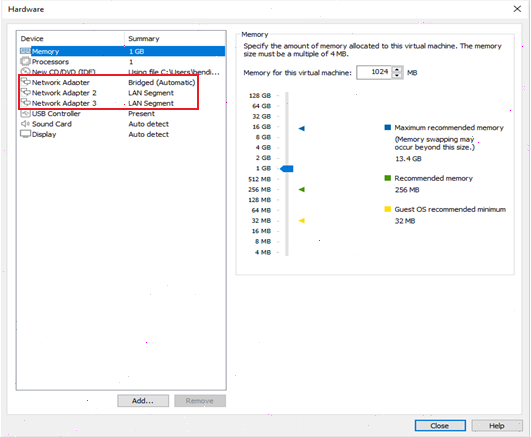 Hardware
Device Summary
Memory 1 GB
Processors 1
New CD/DVD (IDE) Using file C:\Users\bendi...
Network Adapter Bridged (Automatic)
Network Adapter 2 LAN Segment
Network Adapter 3 LAN Segment
USB Controller Present
Sound Card Auto detect
Display Auto detect
Add...
Remove
Memory
Specify the amount of memory allocated to this virtual machine. The memory
size must be a multiple of 4 MB.
Memory for this virtual machine: 1024 MB
128 GB
64 GB
32 GB
16 GB
8 GB
4 GB
2 GB
1 GB
512 MB
256 MB
128 MB
64 MB
32 MB
16 MB
8 MB
4 MB
Maximum recommended memory
(Memory swapping may
occur beyond this size.)
13.4 GB
Recommended memory
256 MB
Guest OS recommended minimum
32 MB
Close
Help